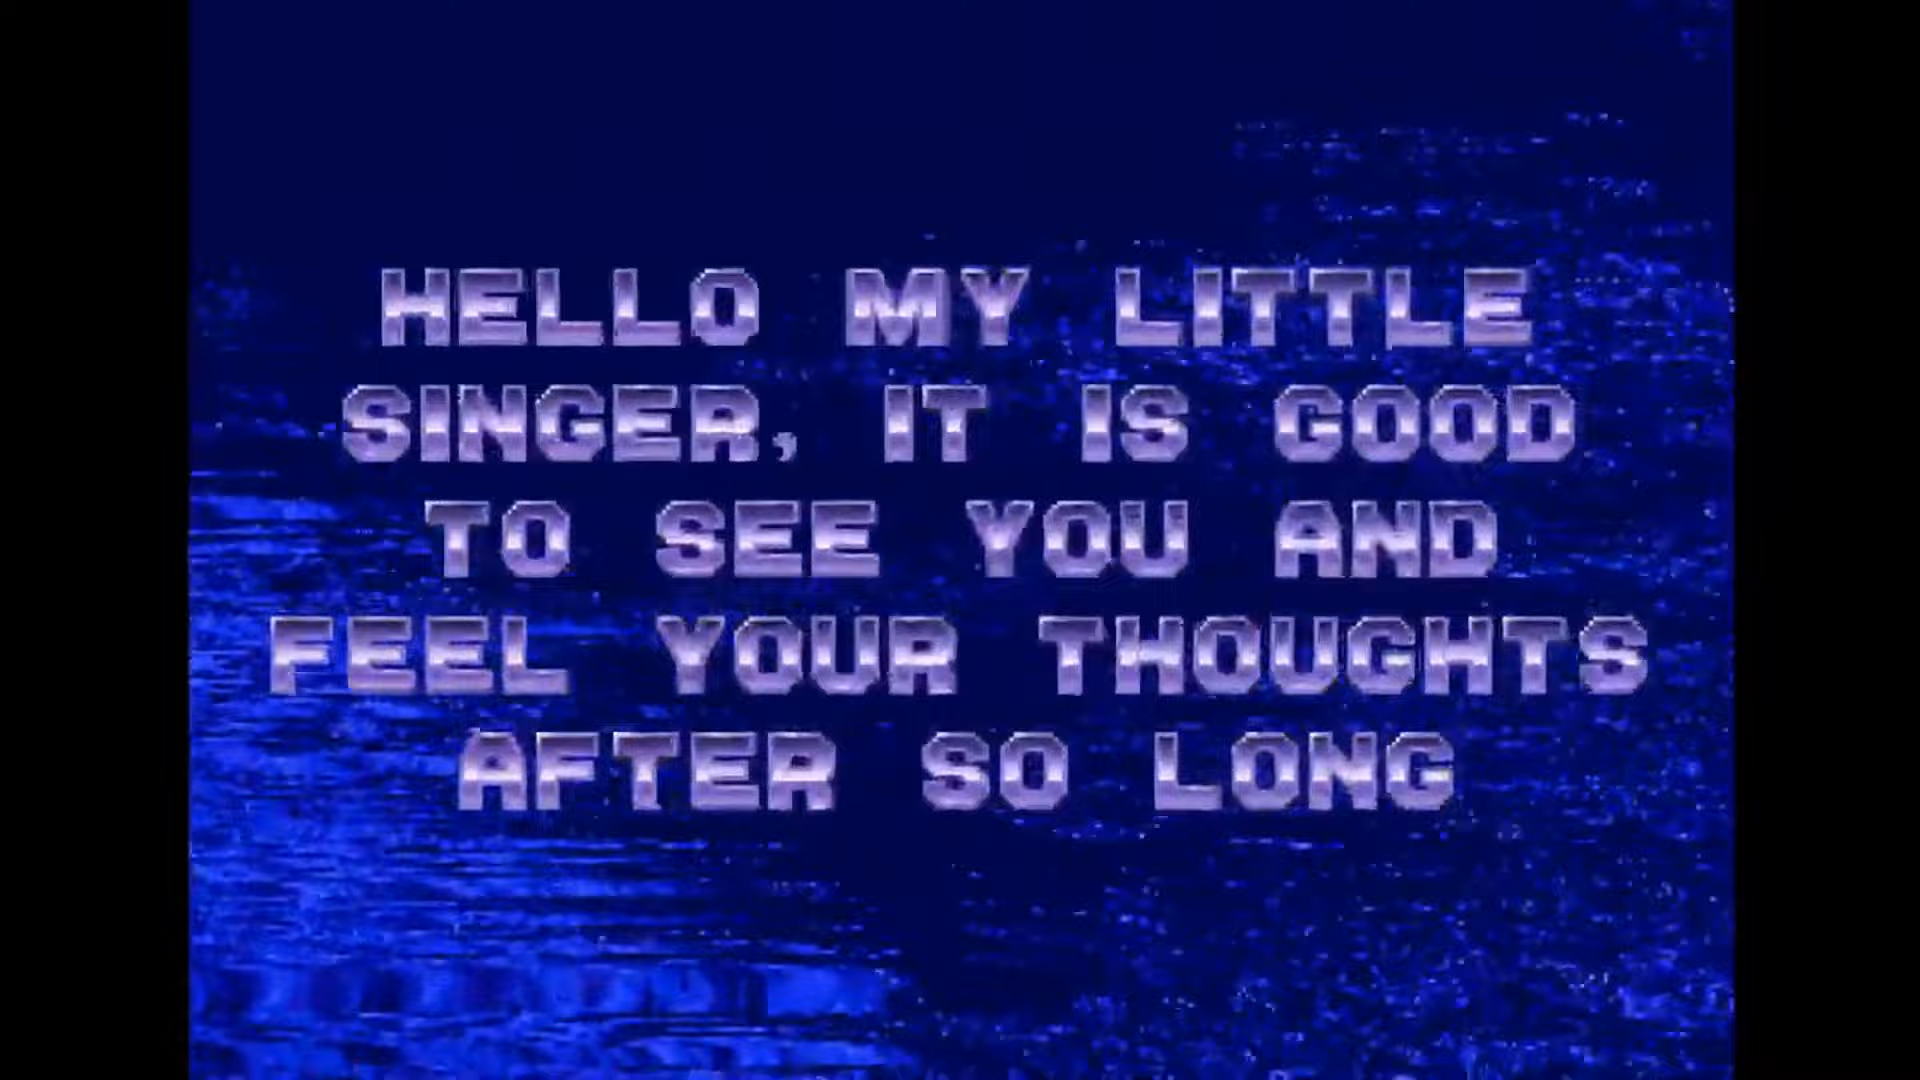 HELLO MY LITTLE
SINGER, IT IS GOOD
TO SEE YOU AND
FEEL YOUR THOUGHTS
AFTER SO LONG